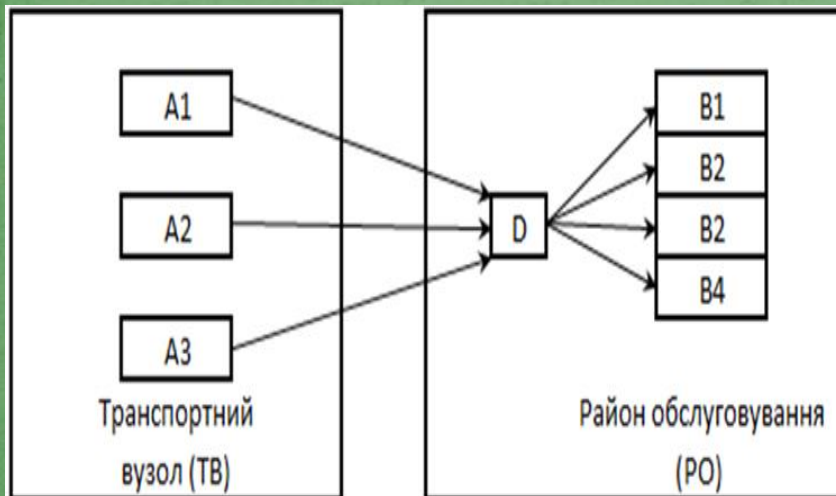 A1
A2
A3
Транспортний
вузол (ТВ)
D
B1
B2
B2
B4
Район обслуговування
(РО)